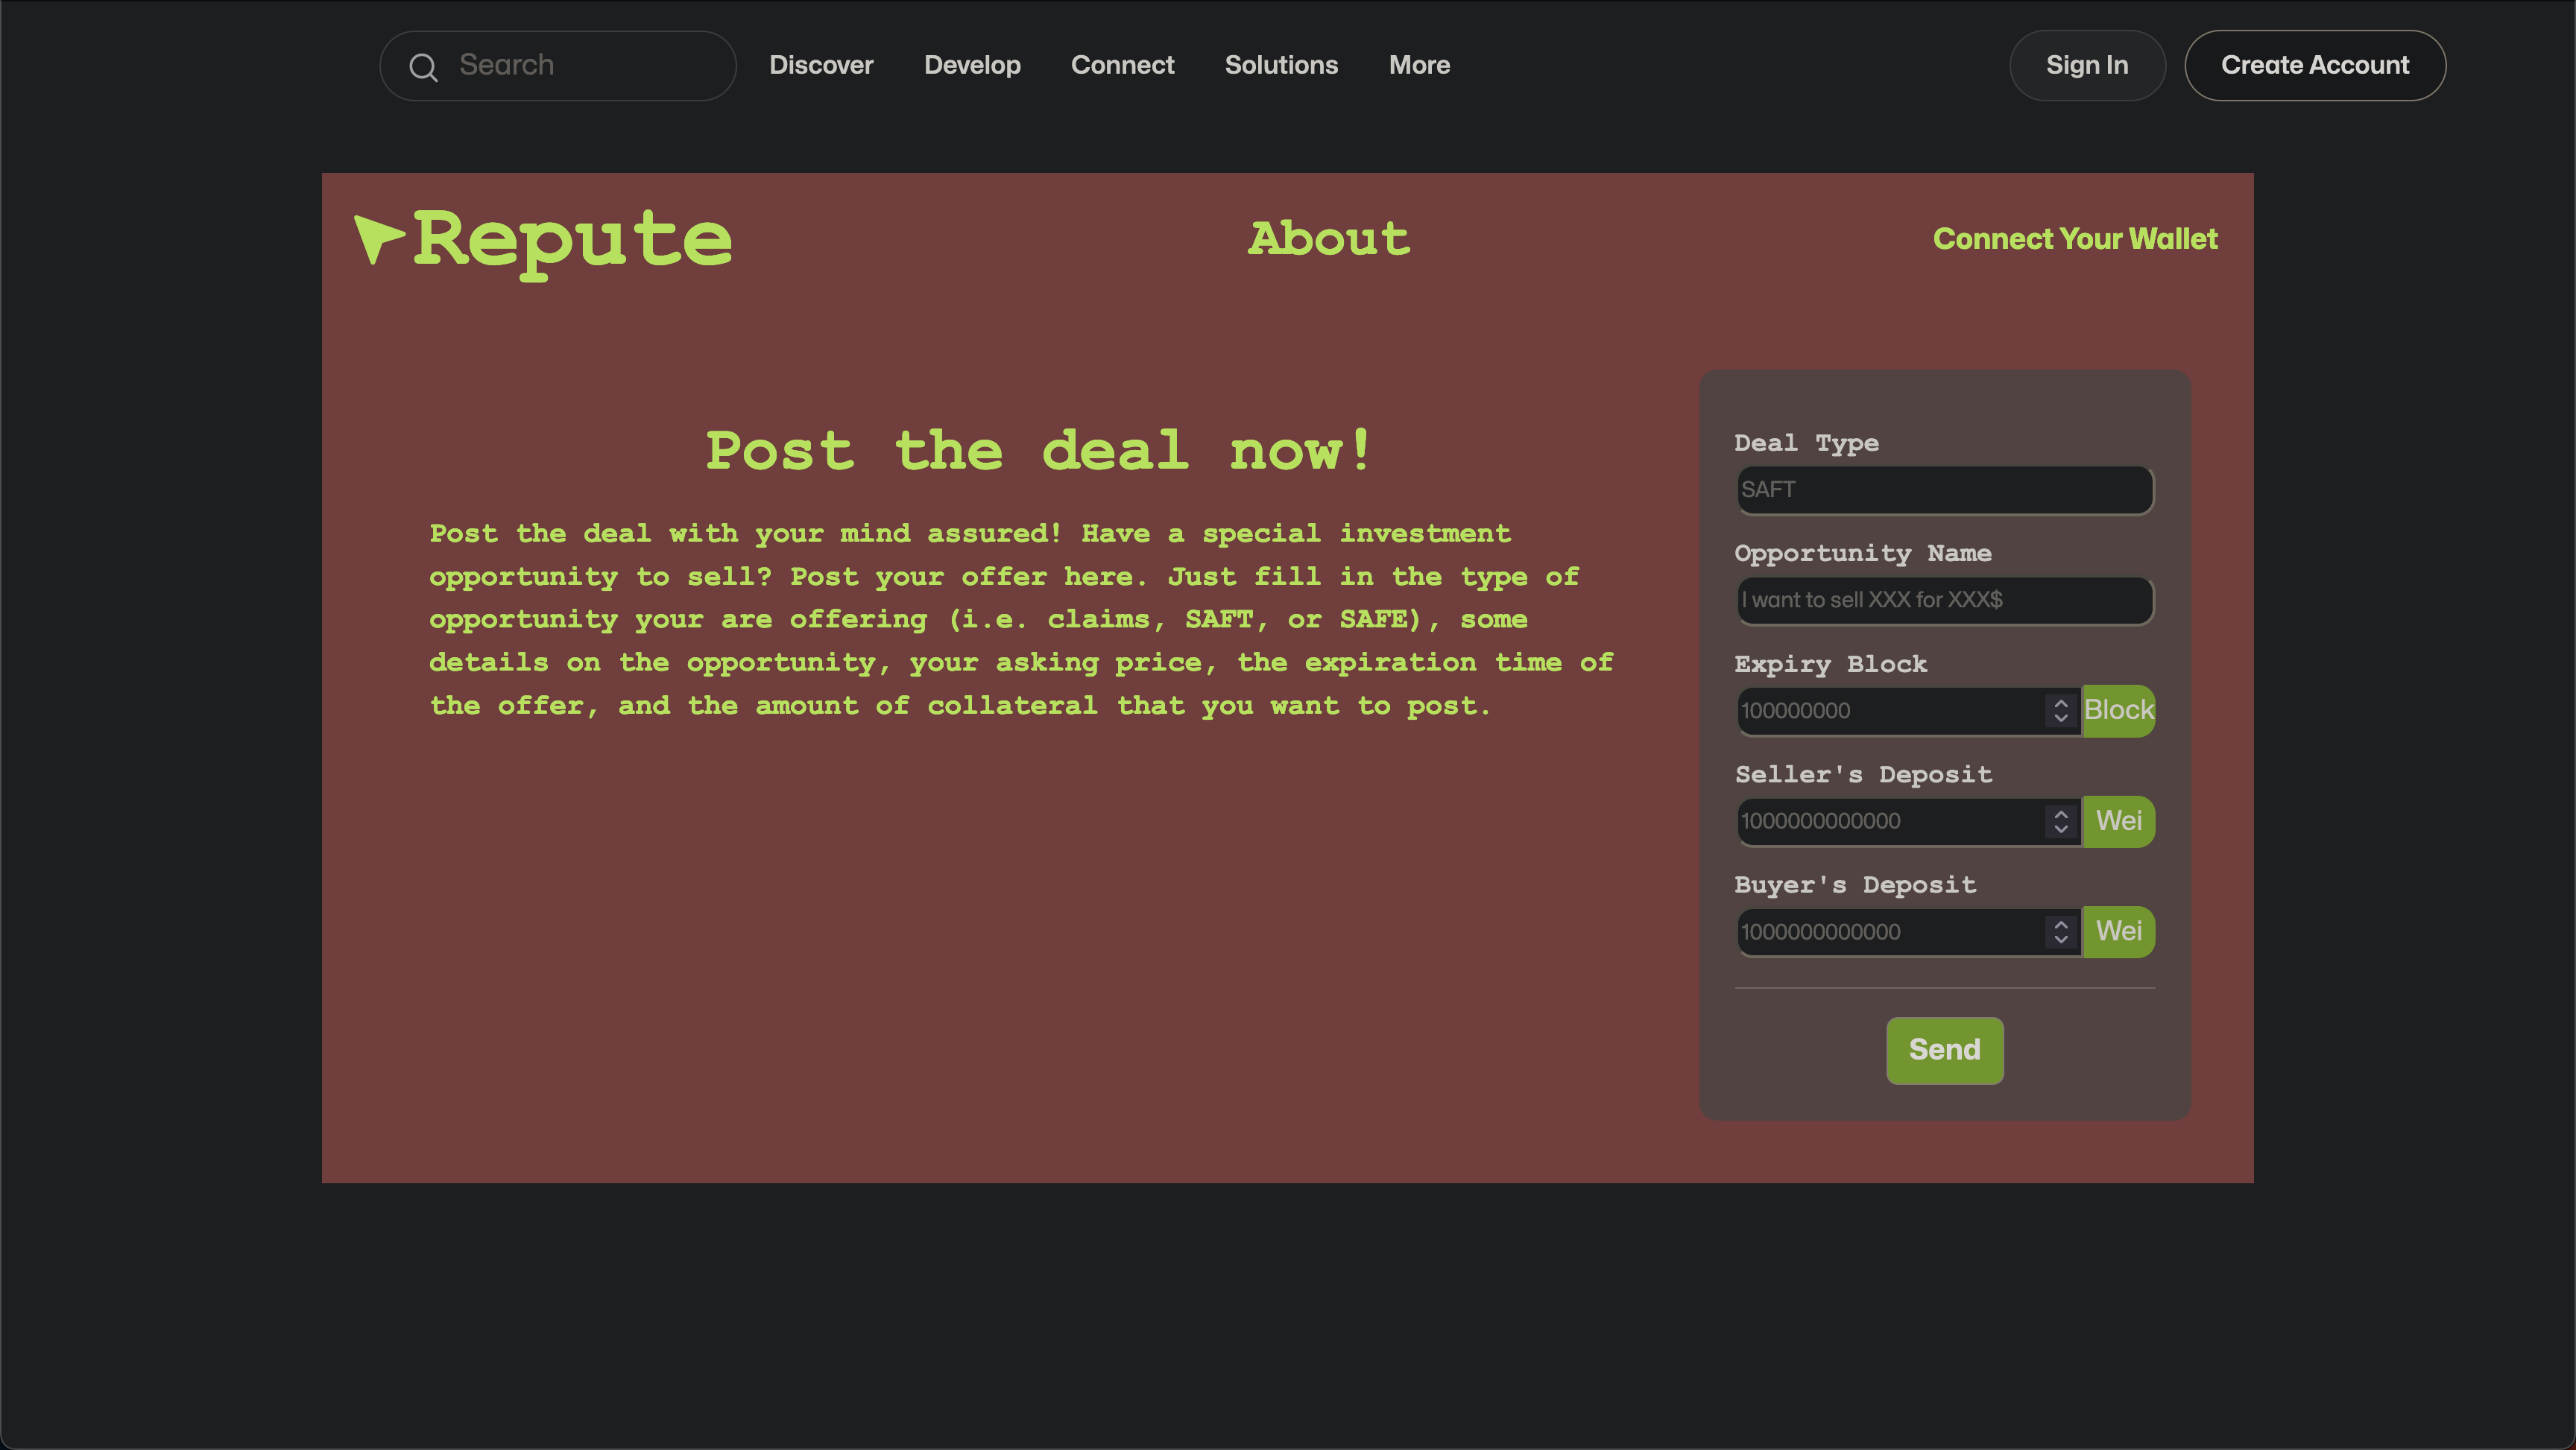 Search
Discover
Develop
Connect
Solutions
More
Sign In
Create Account
Repute
About
Connect Your Wallet
Post the deal now!
Post the deal with your mind assured! Have a special investment
opportunity to sell? Post your offer here. Just fill in the type of
opportunity your are offering (i.e. claims, SAFT, or SAFE), some
details on the opportunity, your asking price, the expiration time of
the offer, and the amount of collateral that you want to post.
Deal Type
SAFT
Opportunity Name
I want to sell XXX for XXX$
Expiry Block
100000000 Block
Seller's Deposit
1000000000000 Wei
Buyer's Deposit
1000000000000 Wei
Send